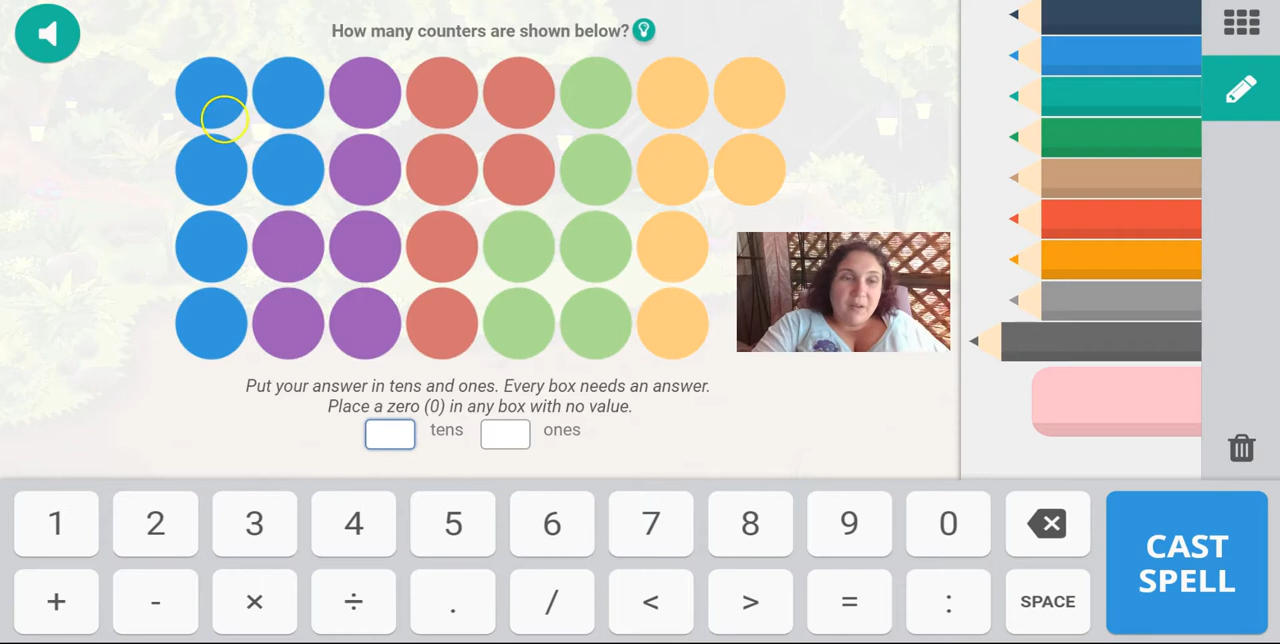 How many counters are shown below?
Put your answer in tens and ones. Every box needs an answer.
Place a zero (0) in any box with no value.
tens ones
1 2 3 4 5 6 7 8 9 0
+ - × ÷ . / < > = : SPACE
CAST
SPELL